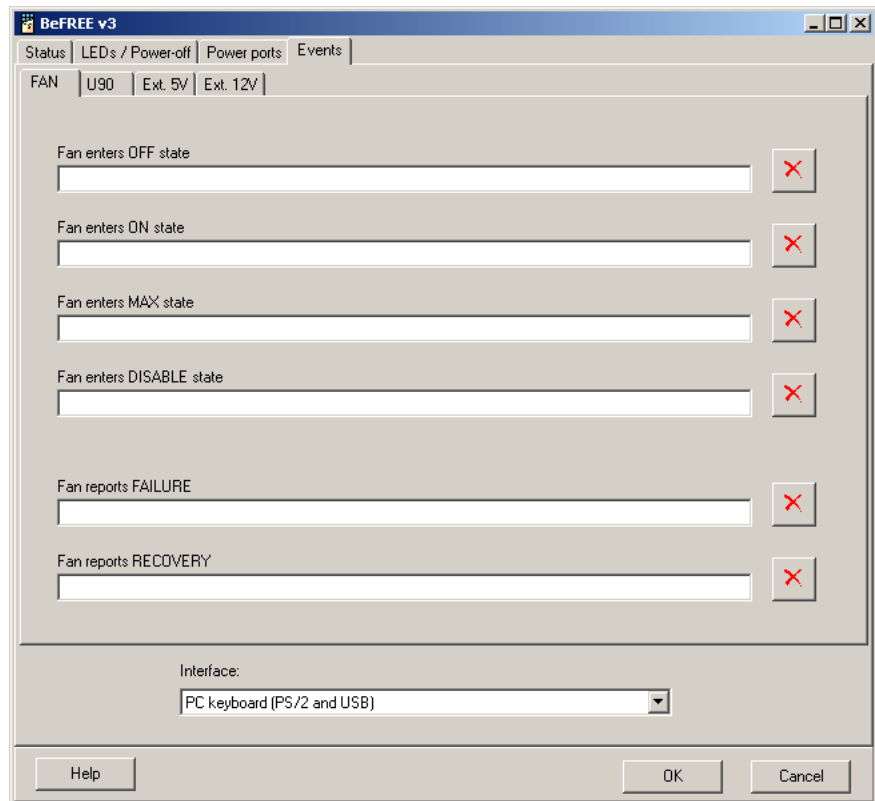 BeFREE v3
Status LEDs / Power-off Power ports Events
FAN U90 Ext. 5V Ext. 12V
Fan enters OFF state
Fan enters ON state
Fan enters MAX state
Fan enters DISABLE state
Fan reports FAILURE
Fan reports RECOVERY
Interface:
PC keyboard (PS/2 and USB)
Help OK Cancel